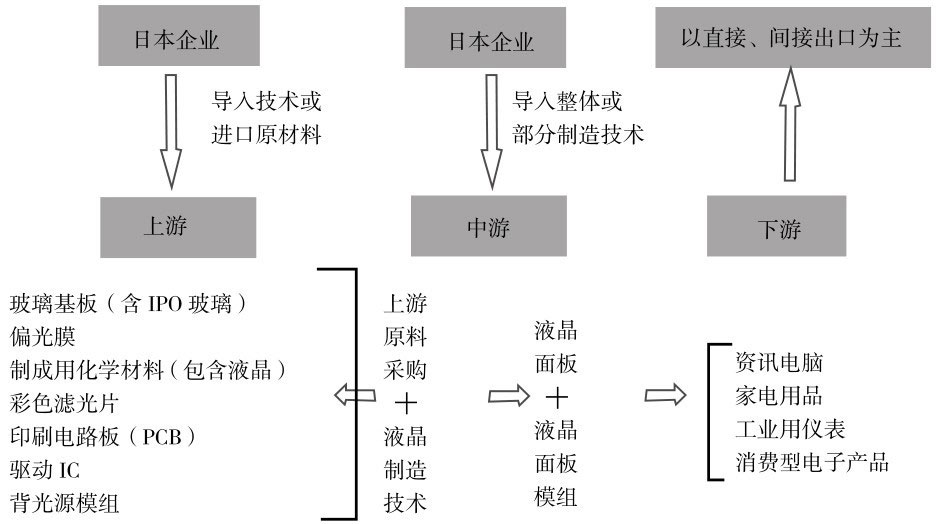 日本企业
日本企业
以直接、间接出口为主
导入技术或
进口原材料
导入整体或
部分制造技术
上游
中游
下游
玻璃基板（含 IPO 玻璃）
偏光膜
制成用化学材料（包含液晶）
彩色滤光片
印刷电路板（PCB）
驱动 IC
背光源模组
上游
原料
采购
+
液晶
制造
技术
液晶
面板
+
液晶
面板
模组
资讯电脑
家电用品
工业用仪表
消费型电子产品